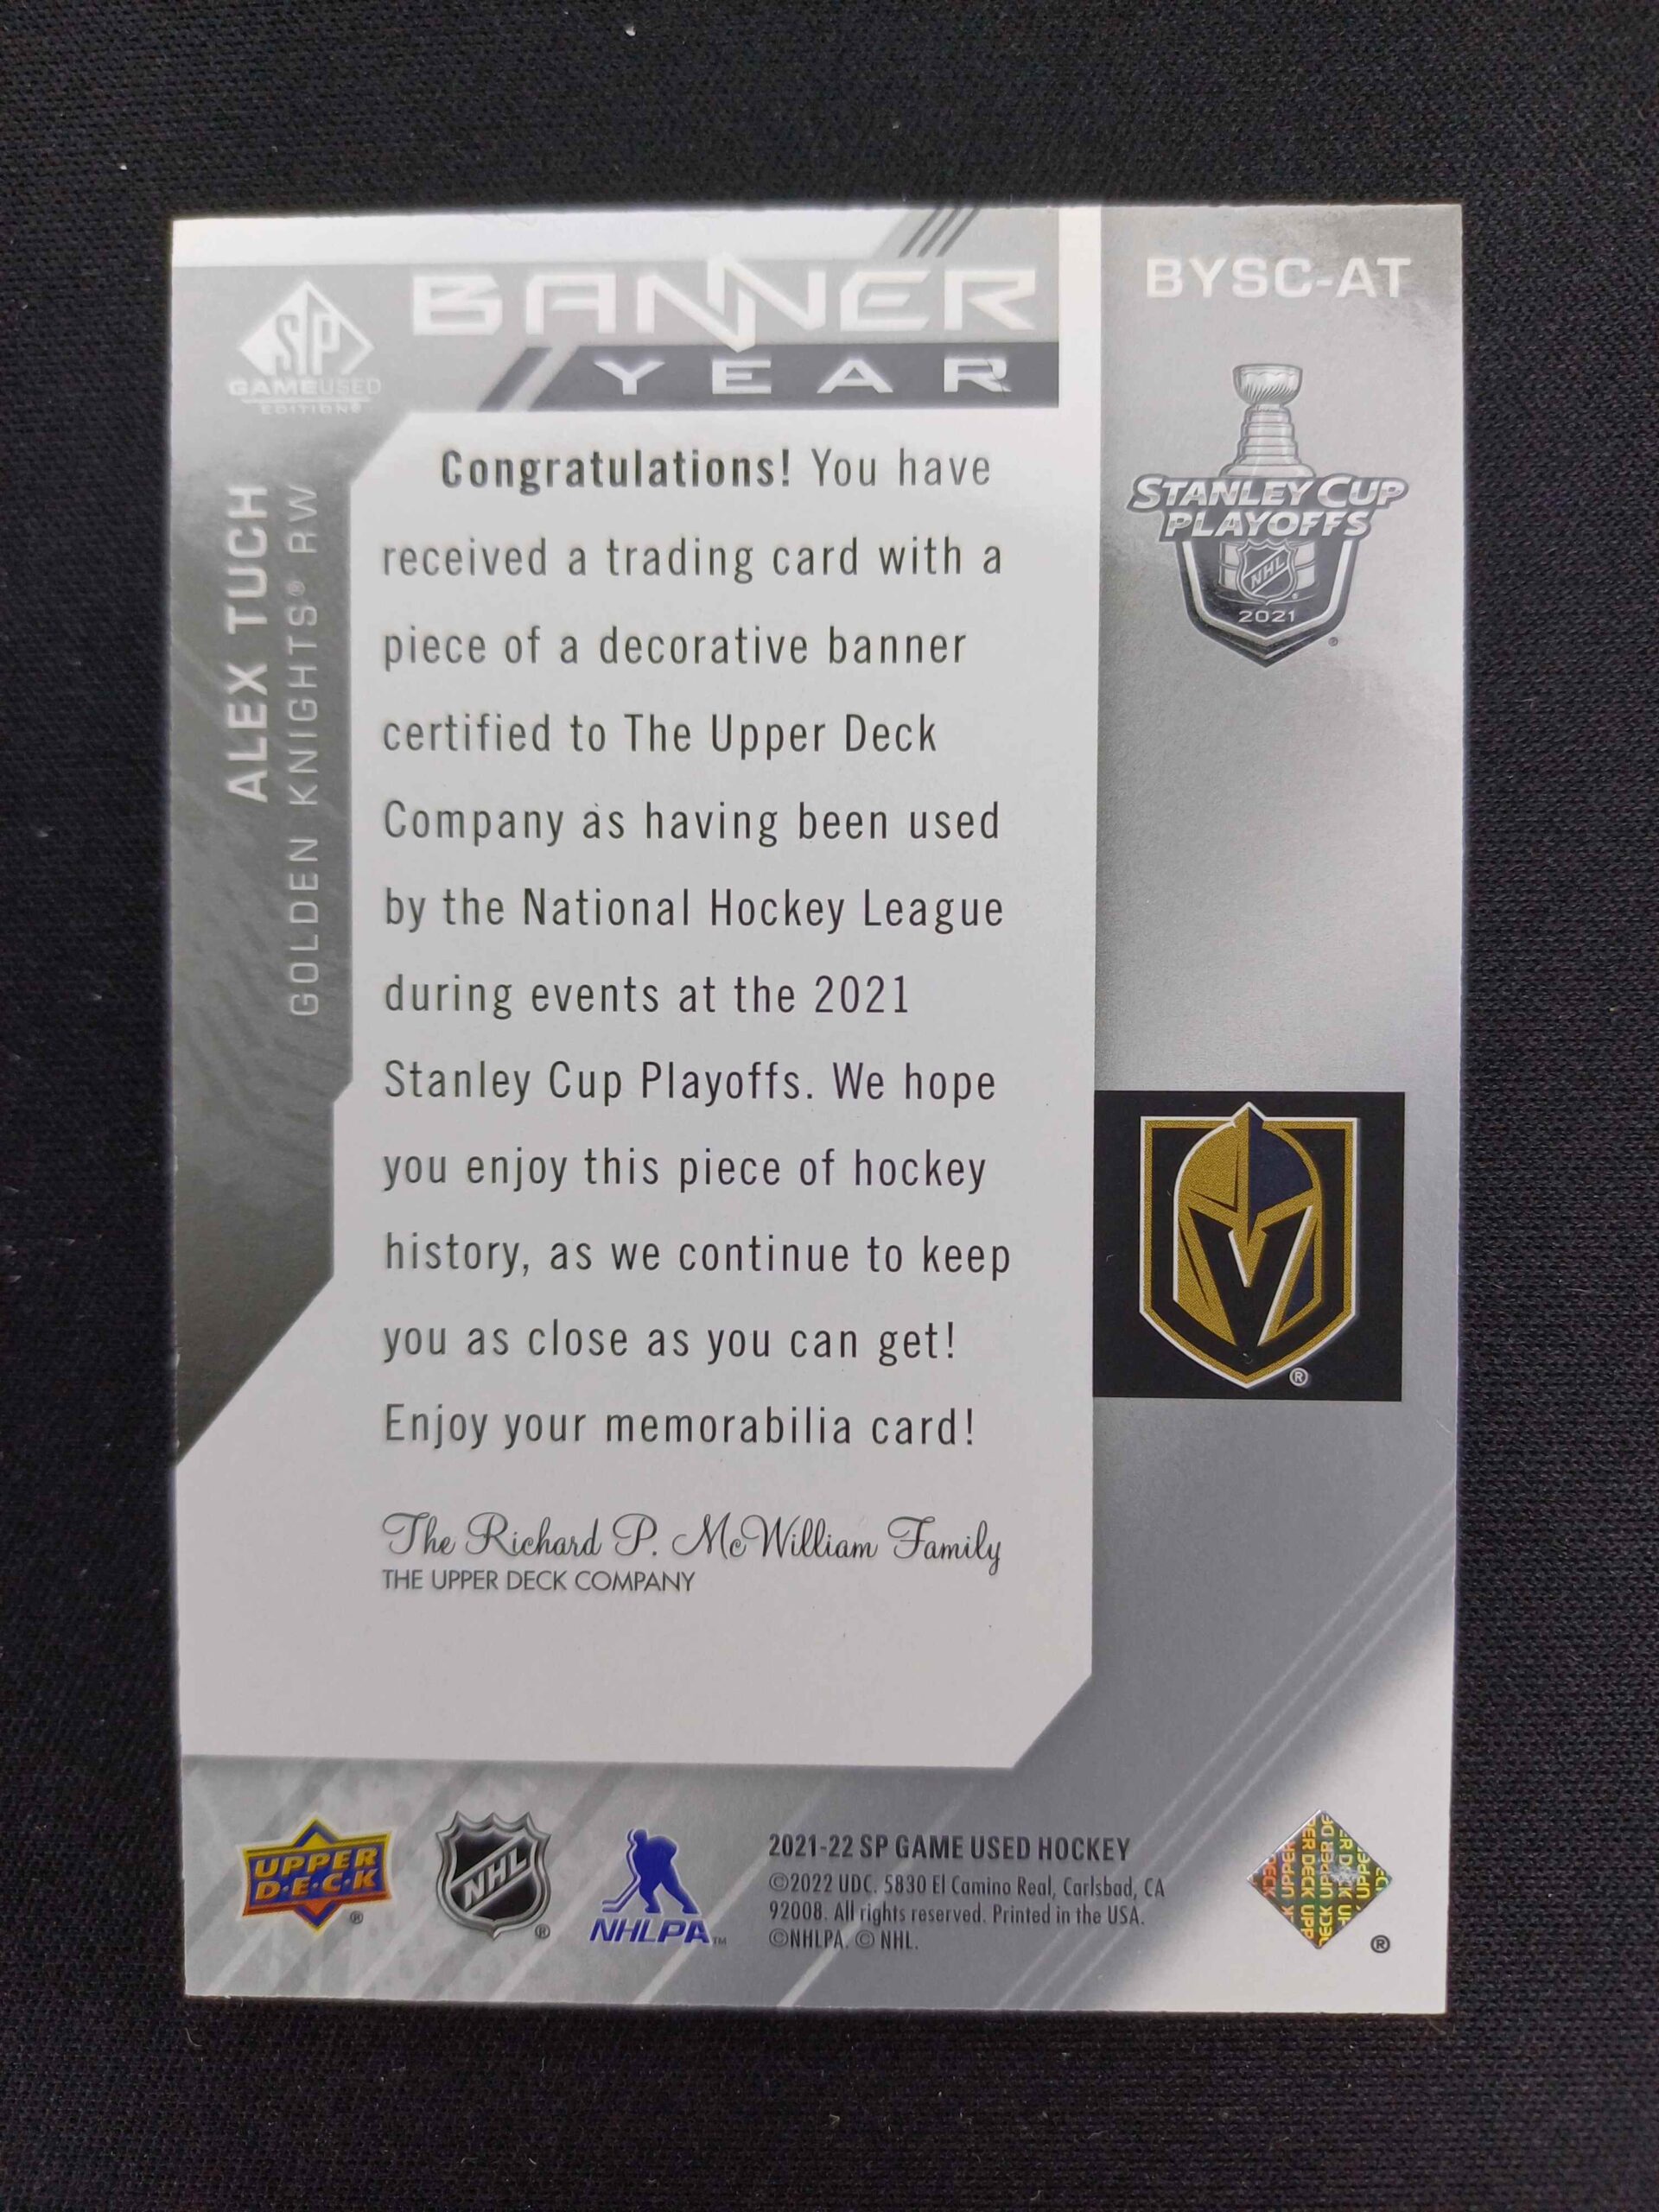 BANNER
YEAR
SP
GAMEUSED
EDITION®
ALEX TUCH
GOLDEN KNIGHTS® RW
BYSC-AT
STANLEY CUP
PLAYOFFS
NHL
2021
®
Congratulations! You have
received a trading card with a
piece of a decorative banner
certified to The Upper Deck
Company as having been used
by the National Hockey League
during events at the 2021
Stanley Cup Playoffs. We hope
you enjoy this piece of hockey
history, as we continue to keep
you as close as you can get!
Enjoy your memorabilia card!
®
The Richard P. McWilliam Family
THE UPPER DECK COMPANY
UPPER
D·E·C·K
®
NHL
®
NHLPA™
2021-22 SP GAME USED HOCKEY
©2022 UDC. 5830 El Camino Real, Carlsbad, CA
92008. All rights reserved. Printed in the USA.
©NHLPA. © NHL.
UPPER DECK
®